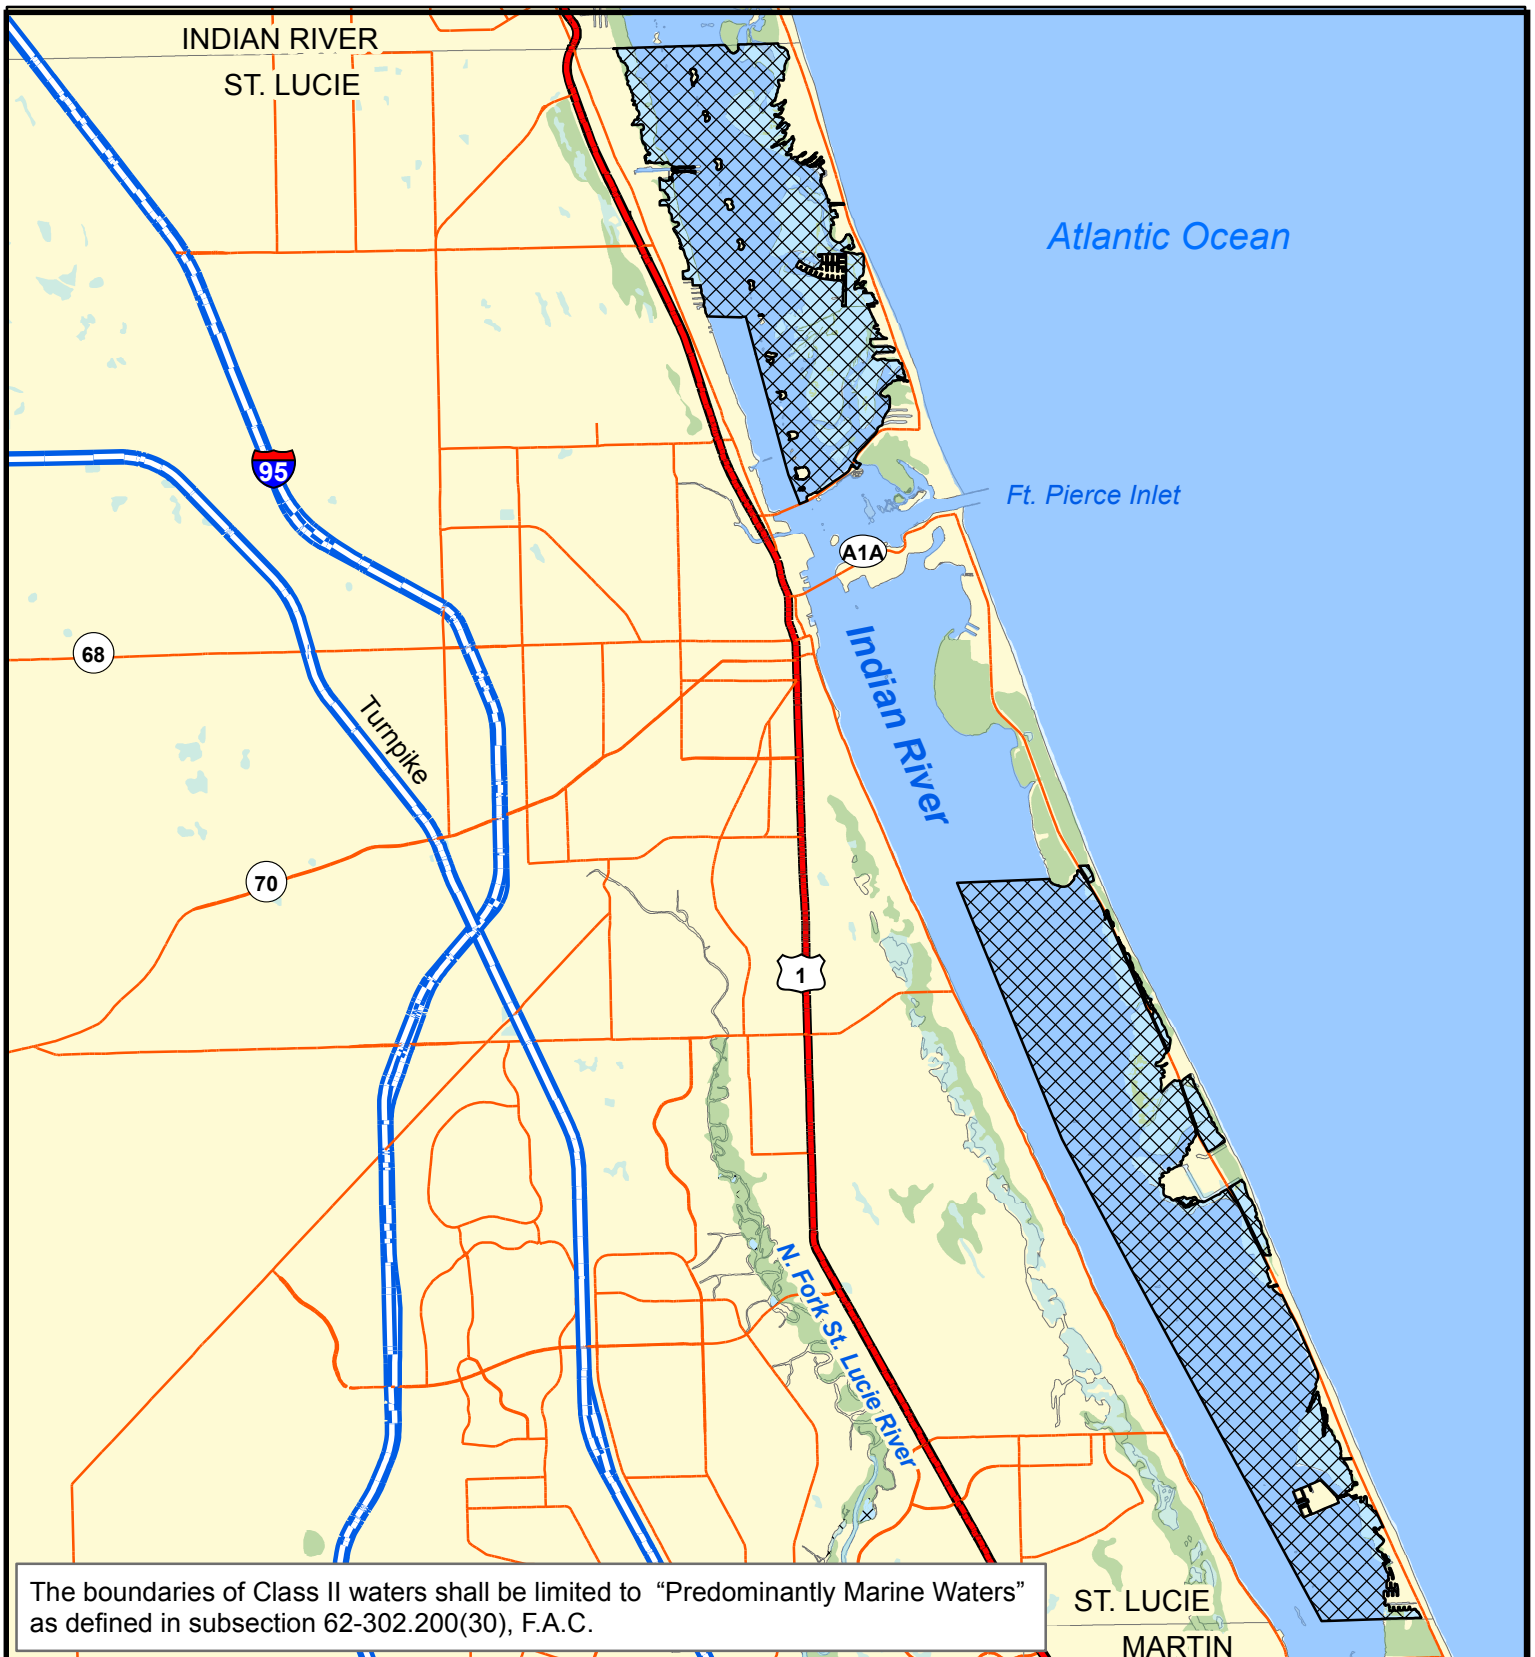 INDIAN RIVER
ST. LUCIE
Atlantic Ocean
95
Ft. Pierce Inlet
A1A
68
Indian River
Turnpike
70
1
N. Fork St. Lucie River
The boundaries of Class II waters shall be limited to “Predominantly Marine Waters”
as defined in subsection 62-302.200(30), F.A.C.
ST. LUCIE
MARTIN